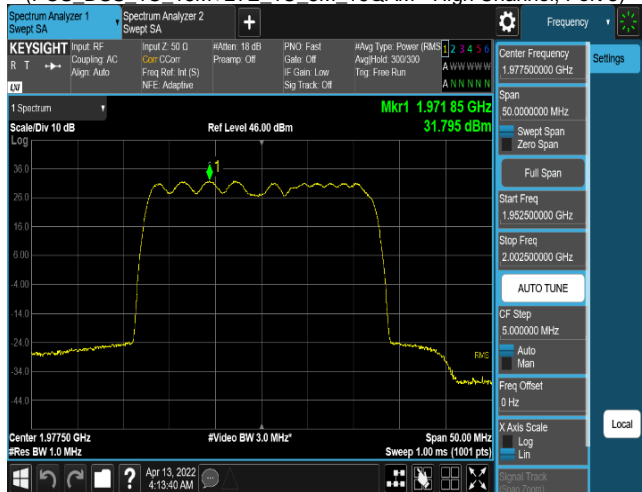 Spectrum Analyzer 1
Swept SA
Spectrum Analyzer 2
Swept SA
+
Frequency
KEYSIGHT
R T
LXI
Input: RF
Coupling: AC
Align: Auto
Input Z: 50 Ω
Corr CCorr
Freq Ref: Int (S)
NFE: Adaptive
#Atten: 18 dB
Preamp: Off
PNO: Fast
Gate: Off
IF Gain: Low
Sig Track: Off
#Avg Type: Power (RMS
Avg|Hold: 300/300
Trig: Free Run
1 2 3 4 5 6
A W W W W W
A N N N N N
1 Spectrum
Scale/Div 10 dB
Log
Ref Level 46.00 dBm
Mkr1 1.971 85 GHz
31.795 dBm
1
36.0
26.0
16.0
6.00
-4.00
-14.0
-24.0
-34.0
-44.0
RMS
Center 1.97750 GHz
#Res BW 1.0 MHz
#Video BW 3.0 MHz*
Span 50.00 MHz
Sweep 1.00 ms (1001 pts)
Apr 13, 2022
4:13:40 AM
?
Center Frequency
1.977500000 GHz
Span
50.0000000 MHz
Swept Span
Zero Span
Full Span
Start Freq
1.952500000 GHz
Stop Freq
2.002500000 GHz
AUTO TUNE
CF Step
5.000000 MHz
Auto
Man
Freq Offset
0 Hz
X Axis Scale
Log
Lin
Signal Track
(Span Zoom)
Settings
Local